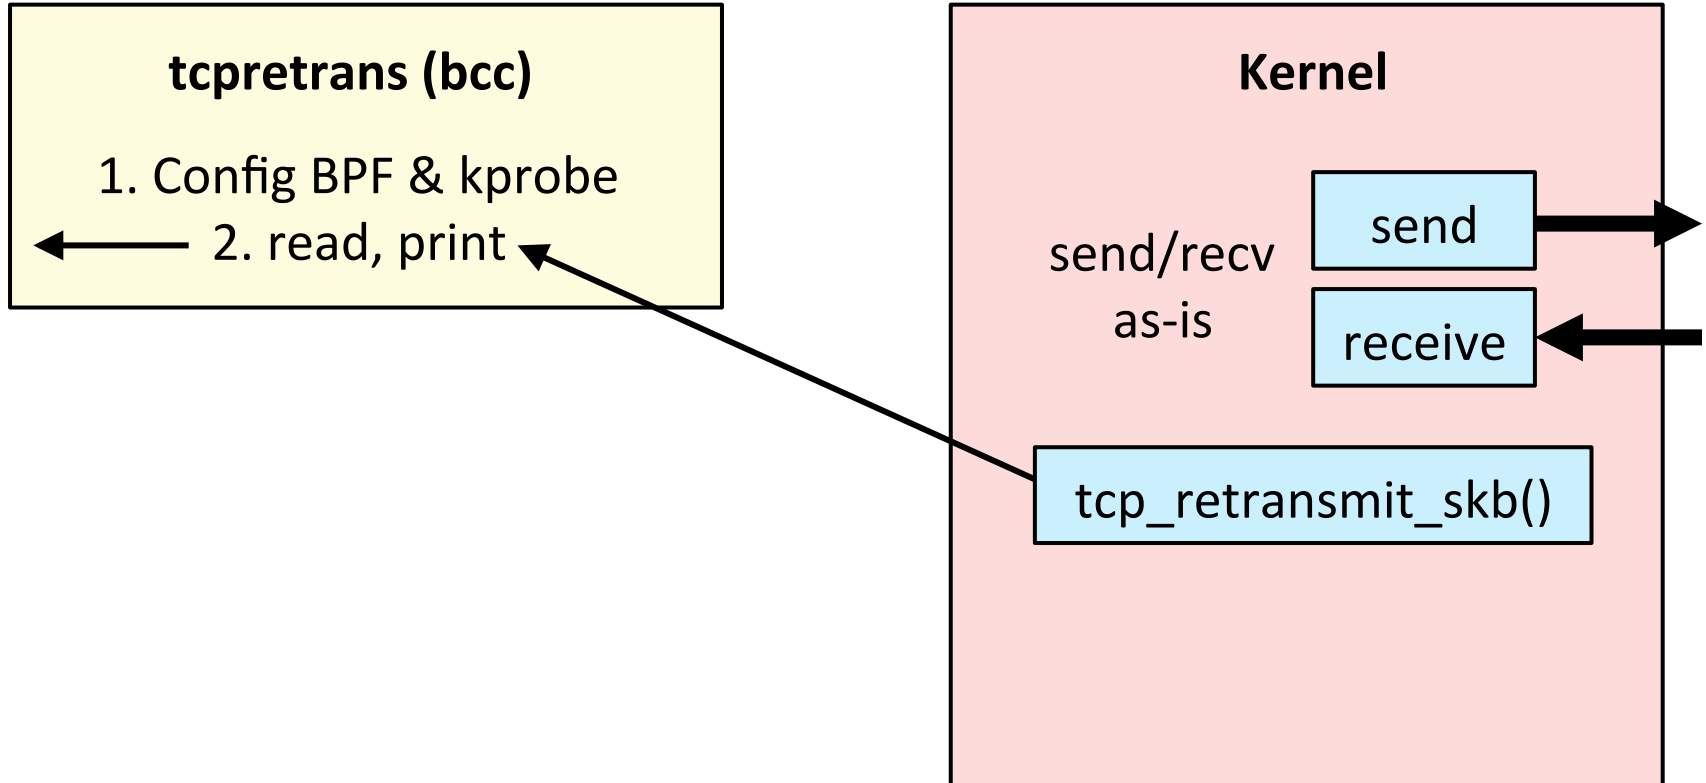 tcpretrans (bcc)
1. Config BPF & kprobe
2. read, print
Kernel
send/recv
as-is
send
receive
tcp_retransmit_skb()